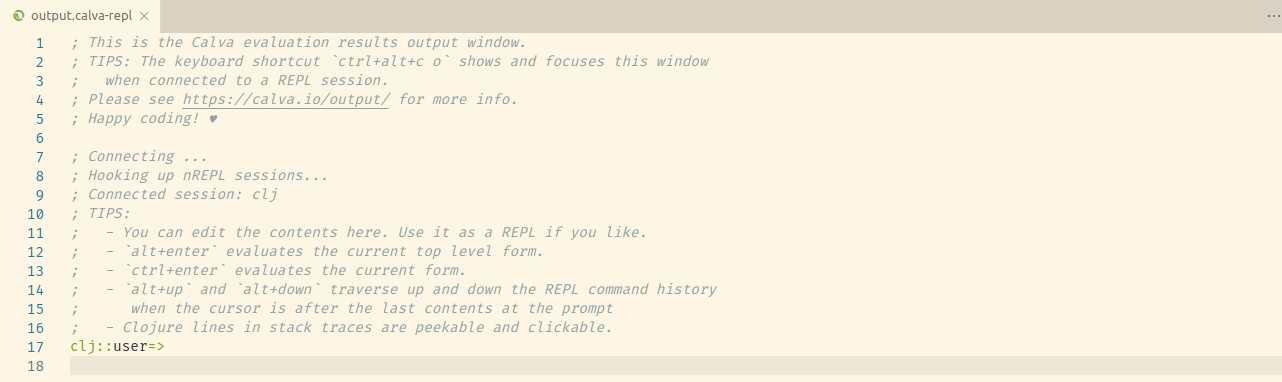 output.calva-repl ×
1 ; This is the Calva evaluation results output window.
2 ; TIPS: The keyboard shortcut `ctrl+alt+c o` shows and focuses this window
3 ;   when connected to a REPL session.
4 ; Please see https://calva.io/output/ for more info.
5 ; Happy coding! ♥
6
7 ; Connecting ...
8 ; Hooking up nREPL sessions...
9 ; Connected session: clj
10 ; TIPS:
11 ;   - You can edit the contents here. Use it as a REPL if you like.
12 ;   - `alt+enter` evaluates the current top level form.
13 ;   - `ctrl+enter` evaluates the current form.
14 ;   - `alt+up` and `alt+down` traverse up and down the REPL command history
15 ;      when the cursor is after the last contents at the prompt
16 ;   - Clojure lines in stack traces are peekable and clickable.
17 clj::user=>
18